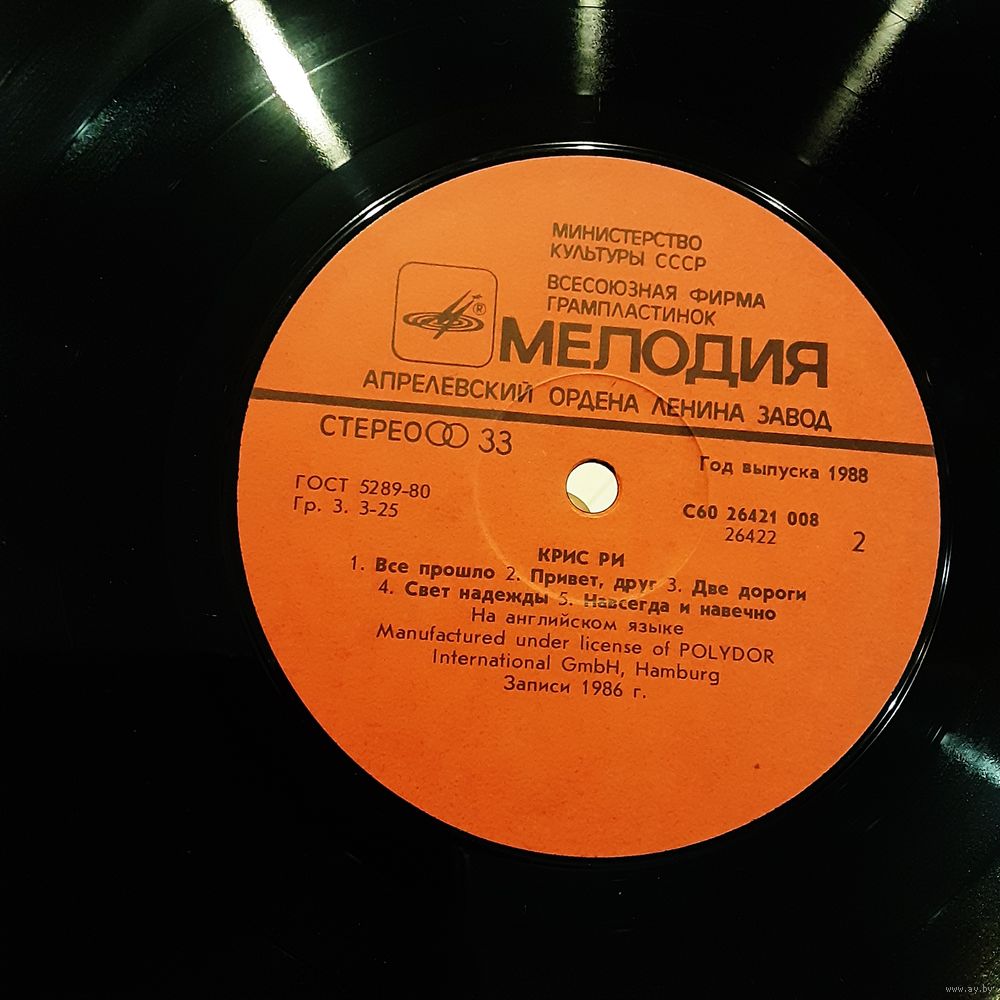 МИНИСТЕРСТВО
КУЛЬТУРЫ СССР
ВСЕСОЮЗНАЯ ФИРМА
ГРАМПЛАСТИНОК
®
МЕЛОДИЯ
АПРЕЛЕВСКИЙ ОРДЕНА ЛЕНИНА ЗАВОД
СТЕРЕО 33
Год выпуска 1988
ГОСТ 5289-80
Гр. 3. 3-25
С60 26421 008
26422
2
КРИС РИ
1. Все прошло 2. Привет, друг 3. Две дороги
4. Свет надежды 5. Навсегда и навечно
На английском языке
Manufactured under license of POLYDOR
International GmbH, Hamburg
Записи 1986 г.
www.ay.by